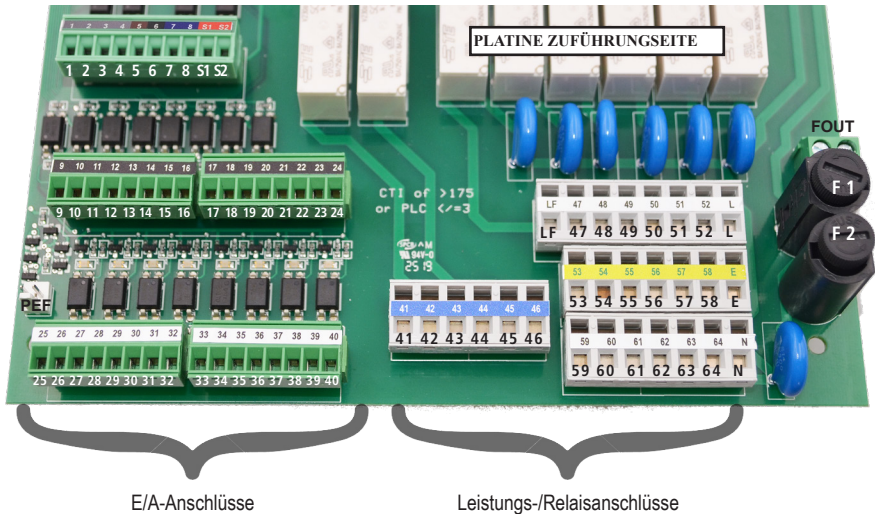 PLATINE ZUFÜHRUNGSEITE
1 2 3 4 5 6 7 8 S1 S2
1 2 3 4 5 6 7 8 S1 S2
FOUT
F 1
F 2
9 10 11 12 13 14 15 16 17 18 19 20 21 22 23 24
9 10 11 12 13 14 15 16 17 18 19 20 21 22 23 24
CTI of >175
or PLC </=3
94V-0
2519
LF 47 48 49 50 51 52 L
LF 47 48 49 50 51 52 L
53 54 55 56 57 58 E
53 54 55 56 57 58 E
PEF
41 42 43 44 45 46
41 42 43 44 45 46
25 26 27 28 29 30 31 32 33 34 35 36 37 38 39 40
25 26 27 28 29 30 31 32 33 34 35 36 37 38 39 40
59 60 61 62 63 64 N
59 60 61 62 63 64 N
E/A-Anschlüsse
Leistungs-/Relaisanschlüsse